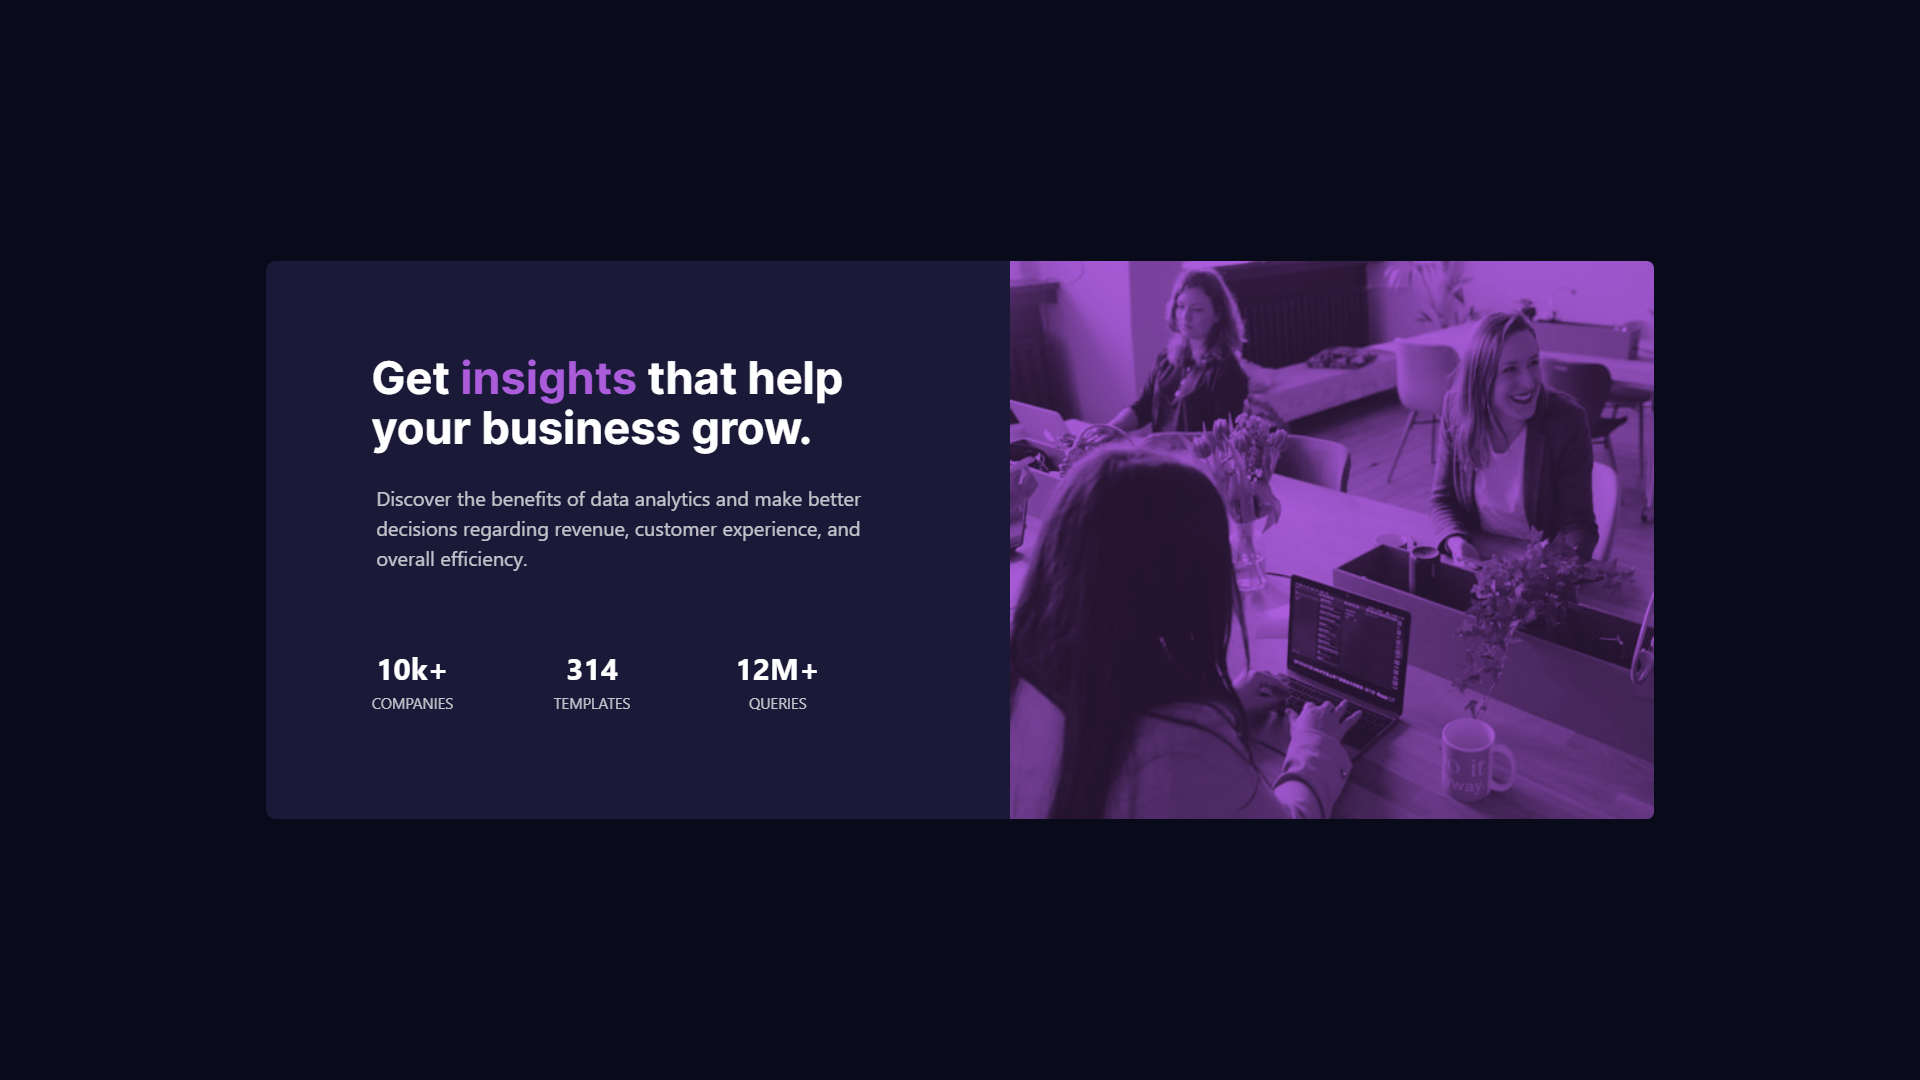 Get insights that help
your business grow.
Discover the benefits of data analytics and make better
decisions regarding revenue, customer experience, and
overall efficiency.
10k+ 314 12M+
COMPANIES TEMPLATES QUERIES